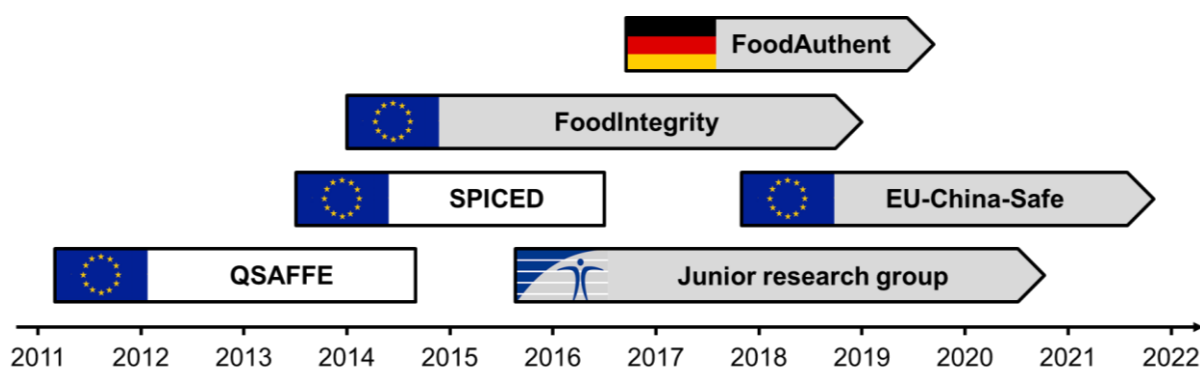 FoodAuthent
FoodIntegrity
SPICED
EU-China-Safe
QSAFFE
Junior research group
2011 2012 2013 2014 2015 2016 2017 2018 2019 2020 2021 2022